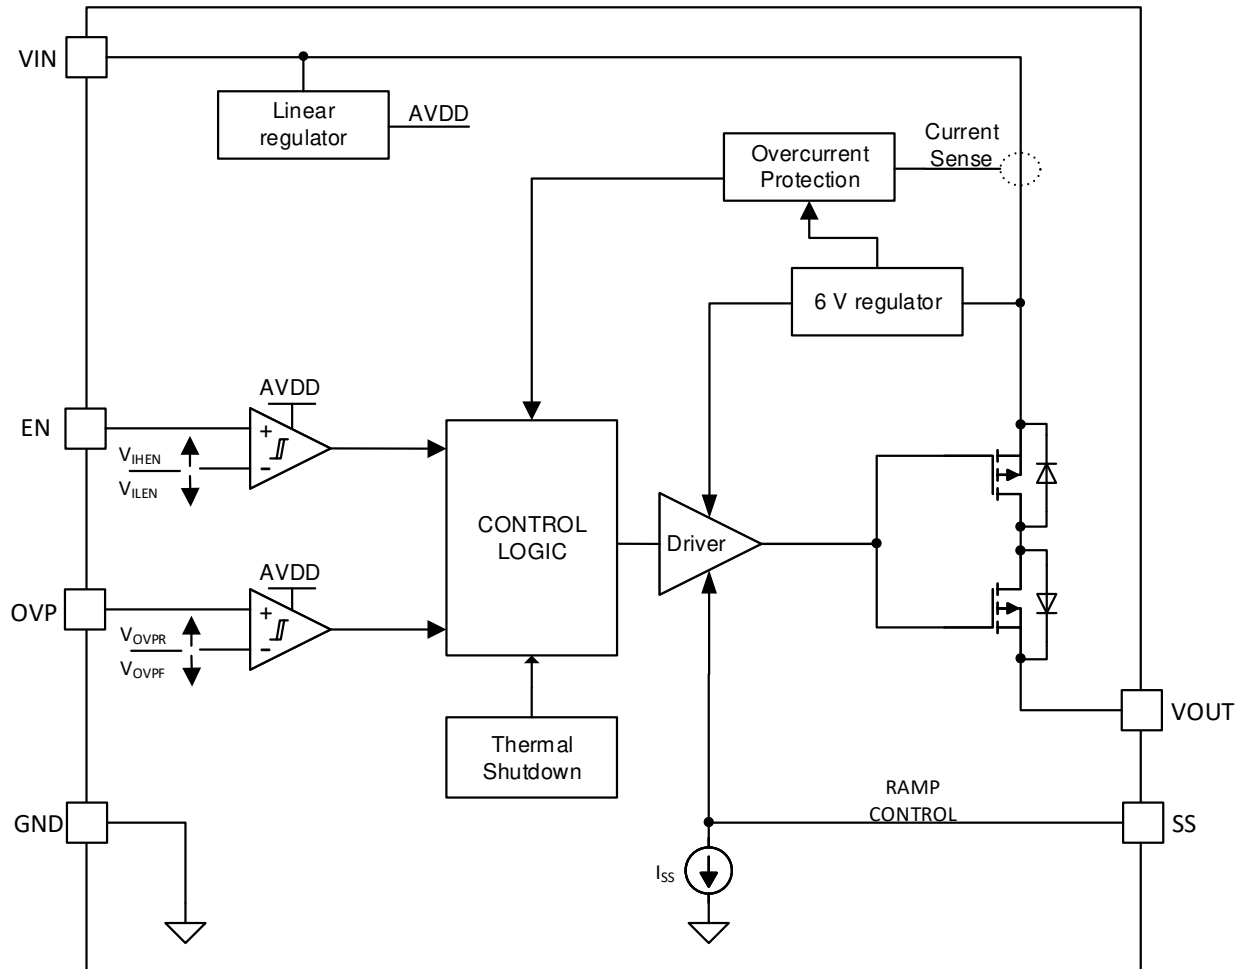 VIN
Linear
regulator
AVDD
Overcurrent
Protection
Current
Sense
6 V regulator
EN
AVDD
+
-
VIHEN
VILEN
CONTROL
LOGIC
Driver
OVP
AVDD
+
-
VOVPR
VOVPF
Thermal
Shutdown
VOUT
GND
RAMP
CONTROL
SS
ISS